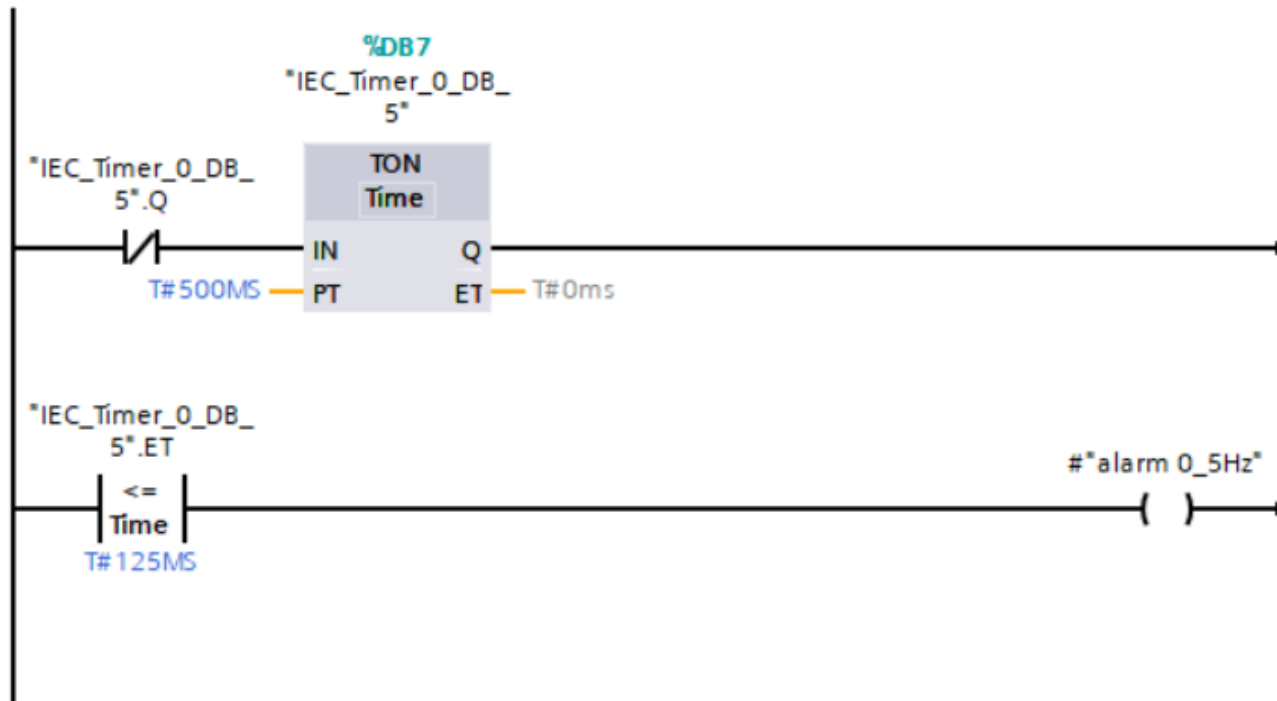 %DB7
"IEC_Timer_0_DB_
5"
"IEC_Timer_0_DB_
5".Q
TON
Time
IN
Q
T#500MS
PT
ET
T#0ms
"IEC_Timer_0_DB_
5".ET
<=
Time
T#125MS
#"alarm 0_5Hz"
( )